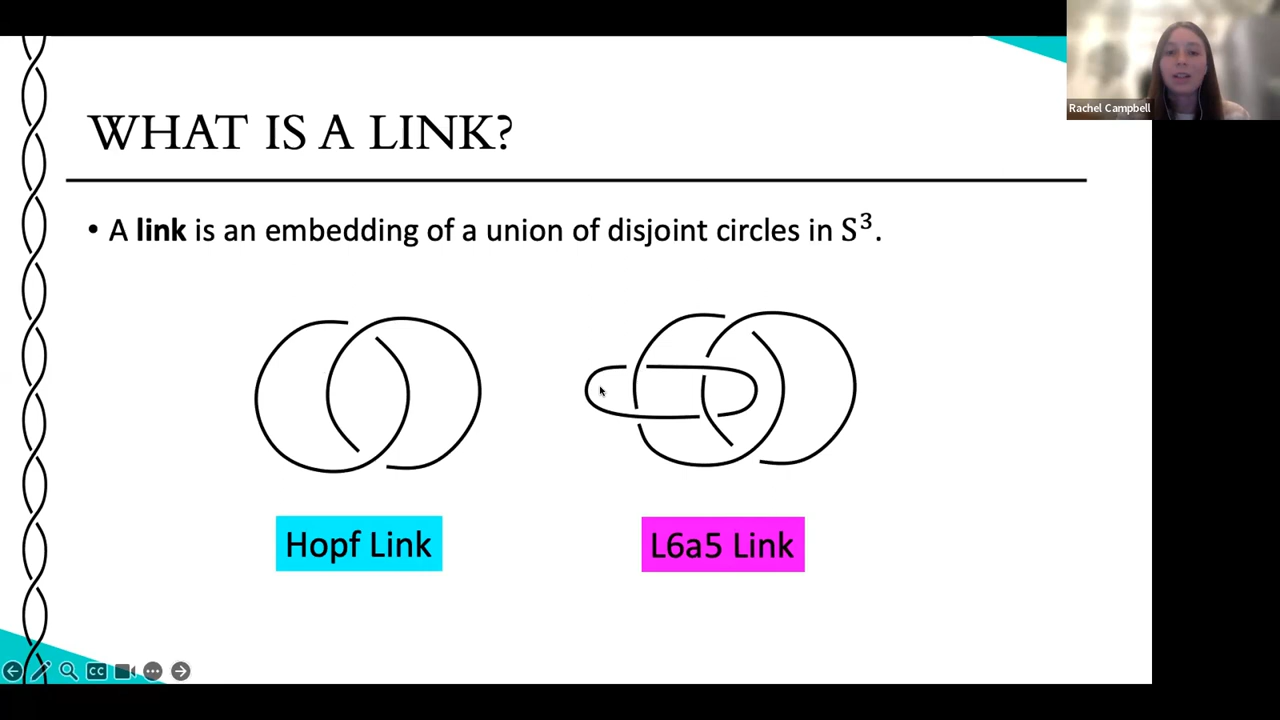 Rachel Campbell
WHAT IS A LINK?
• A link is an embedding of a union of disjoint circles in S³.
Hopf Link
L6a5 Link
CC